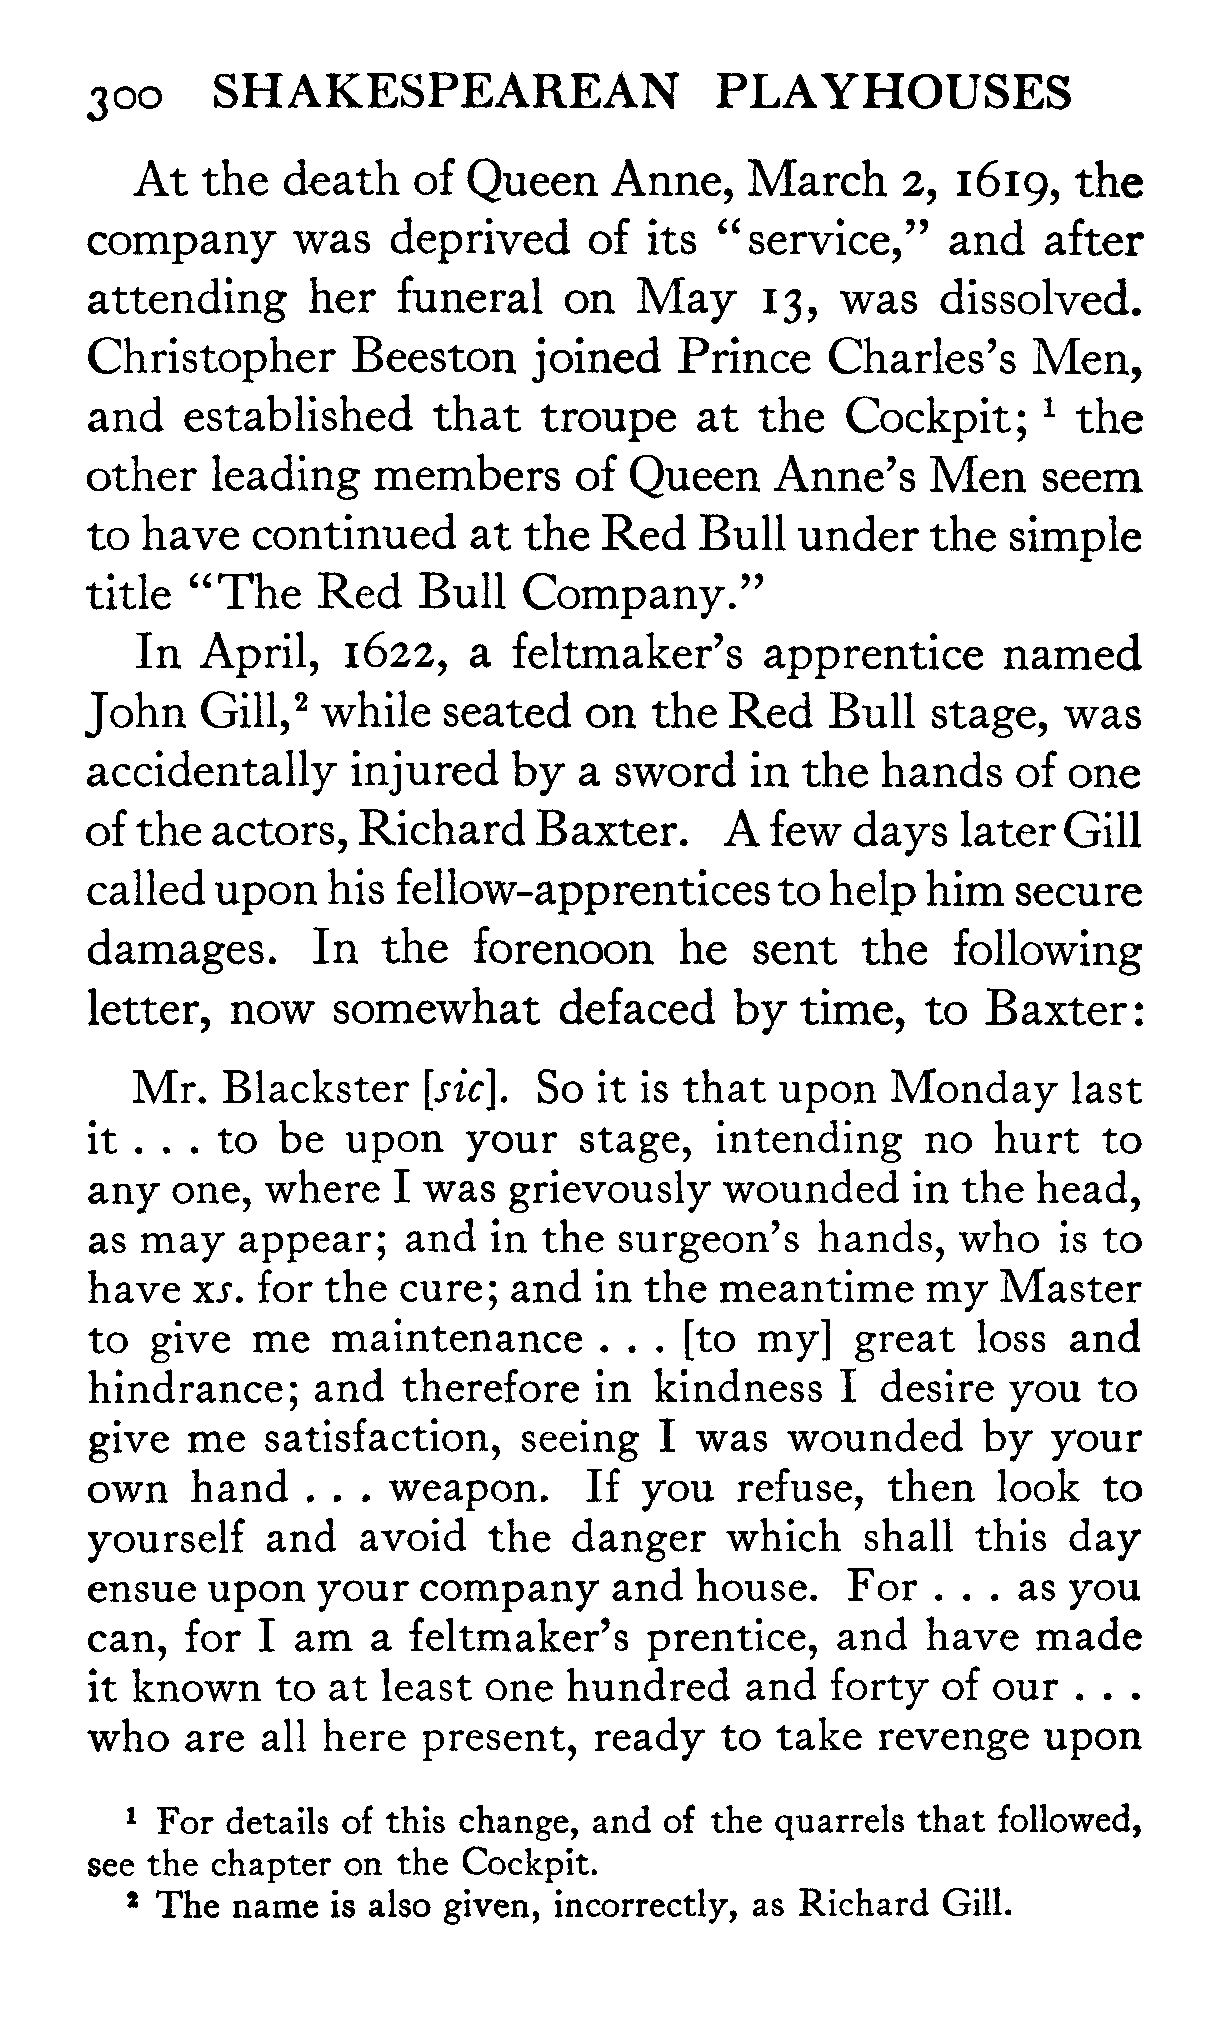 300 SHAKESPEAREAN PLAYHOUSES
At the death of Queen Anne, March 2, 1619, the
company was deprived of its “service,” and after
attending her funeral on May 13, was dissolved.
Christopher Beeston joined Prince Charles’s Men,
and established that troupe at the Cockpit; ¹ the
other leading members of Queen Anne’s Men seem
to have continued at the Red Bull under the simple
title “The Red Bull Company.”
In April, 1622, a feltmaker’s apprentice named
John Gill,² while seated on the Red Bull stage, was
accidentally injured by a sword in the hands of one
of the actors, Richard Baxter. A few days later Gill
called upon his fellow-apprentices to help him secure
damages. In the forenoon he sent the following
letter, now somewhat defaced by time, to Baxter:
Mr. Blackster [sic]. So it is that upon Monday last
it . . . to be upon your stage, intending no hurt to
any one, where I was grievously wounded in the head,
as may appear; and in the surgeon’s hands, who is to
have xs. for the cure; and in the meantime my Master
to give me maintenance . . . [to my] great loss and
hindrance; and therefore in kindness I desire you to
give me satisfaction, seeing I was wounded by your
own hand . . . weapon. If you refuse, then look to
yourself and avoid the danger which shall this day
ensue upon your company and house. For . . . as you
can, for I am a feltmaker’s prentice, and have made
it known to at least one hundred and forty of our . . .
who are all here present, ready to take revenge upon
¹ For details of this change, and of the quarrels that followed,
see the chapter on the Cockpit.
² The name is also given, incorrectly, as Richard Gill.